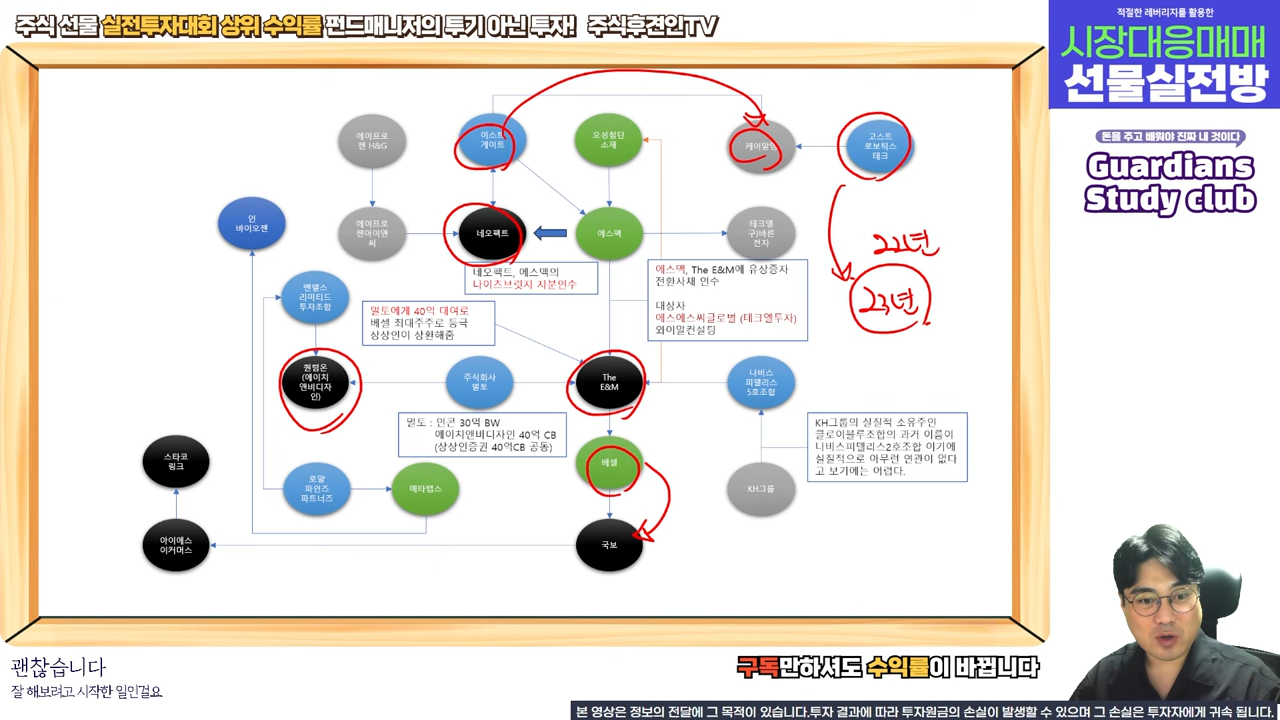 주식 선물 실전투자대회 상위 수익률 펀드매니저의 투기 아닌 투자! 주식후견인TV
적절한 레버리지를 활용한
시장대응매매
선물실전방
돈을 주고 배워야 진짜 내 것이다
Guardians
Study club
에이프로
젠 H&G
이스트
게이트
오성첨단
소재
케이알엠
고스트
로보틱스
테크
인
바이오젠
에이프로
젠아이앤
씨
네오팩트
에스맥
테크엘
구)바른
전자
22년
23년
네오팩트, 에스맥의
나이츠브릿지 지분인수
에스맥, The E&M에 유상증자
전환사채 인수
대상자
에스에스씨글로벌 (테크엘투자)
와이알컨설팅
멘델스
리미티드
투자조합
멀토에게 40억 대여로
베셀 최대주주로 등극
상상인이 상환해줌
퀀텀온
(에이치
앤비디자
인)
주식회사
멀토
The
E&M
나비스
피델리스
5호조합
멀토 : 인콘 30억 BW
에이치앤비디자인 40억 CB
(상상인증권 40억CB 공동)
KH그룹의 실질적 소유주인
클로이블루조합의 과거 이름이
나비스피델리스2호조합 이기에
실질적으로 아무런 연관이 없다
고 보기에는 어렵다.
스타코
링크
로얄
파인즈
파트너즈
메타랩스
베셀
KH그룹
아이에스
이커머스
국보
괜찮습니다
잘 해보려고 시작한 일인걸요
구독만하셔도 수익률이 바뀝니다
본 영상은 정보의 전달에 그 목적이 있습니다.투자 결과에 따라 투자원금의 손실이 발생할 수 있으며 그 손실은 투자자에게 귀속 됩니다.